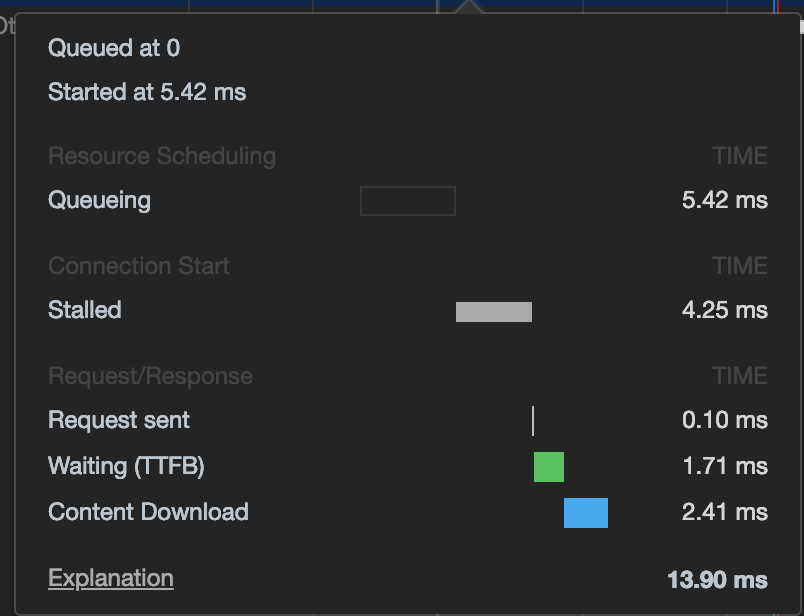 Queued at 0
Started at 5.42 ms
Resource Scheduling TIME
Queueing 5.42 ms
Connection Start TIME
Stalled 4.25 ms
Request/Response TIME
Request sent 0.10 ms
Waiting (TTFB) 1.71 ms
Content Download 2.41 ms
Explanation 13.90 ms